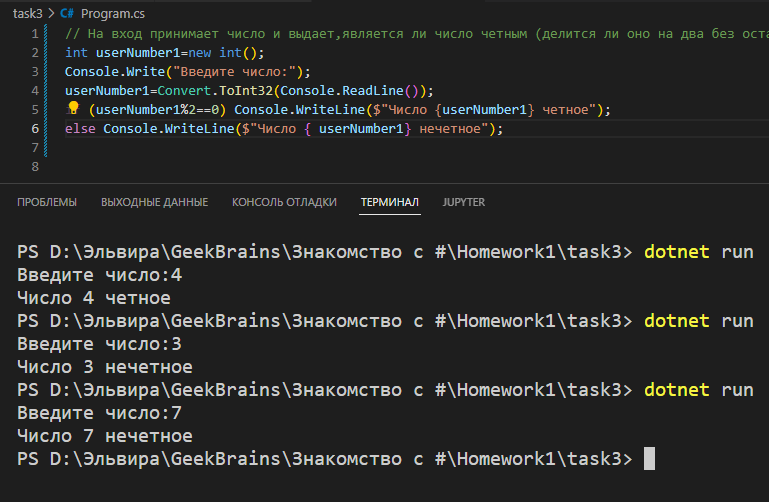 task3 > C# Program.cs
1 // На вход принимает число и выдает,является ли число четным (делится ли оно на два без
2 int userNumber1=new int();
3 Console.Write("Введите число:");
4 userNumber1=Convert.ToInt32(Console.ReadLine());
5 (userNumber1%2==0) Console.WriteLine($"Число {userNumber1} четное");
6 else Console.WriteLine($"Число { userNumber1} нечетное");
7
8
ПРОБЛЕМЫ ВЫХОДНЫЕ ДАННЫЕ КОНСОЛЬ ОТЛАДКИ ТЕРМИНАЛ JUPYTER
PS D:\Эльвира\GeekBrains\Знакомство с #\Homework1\task3> dotnet run
Введите число:4
Число 4 четное
PS D:\Эльвира\GeekBrains\Знакомство с #\Homework1\task3> dotnet run
Введите число:3
Число 3 нечетное
PS D:\Эльвира\GeekBrains\Знакомство с #\Homework1\task3> dotnet run
Введите число:7
Число 7 нечетное
PS D:\Эльвира\GeekBrains\Знакомство с #\Homework1\task3>